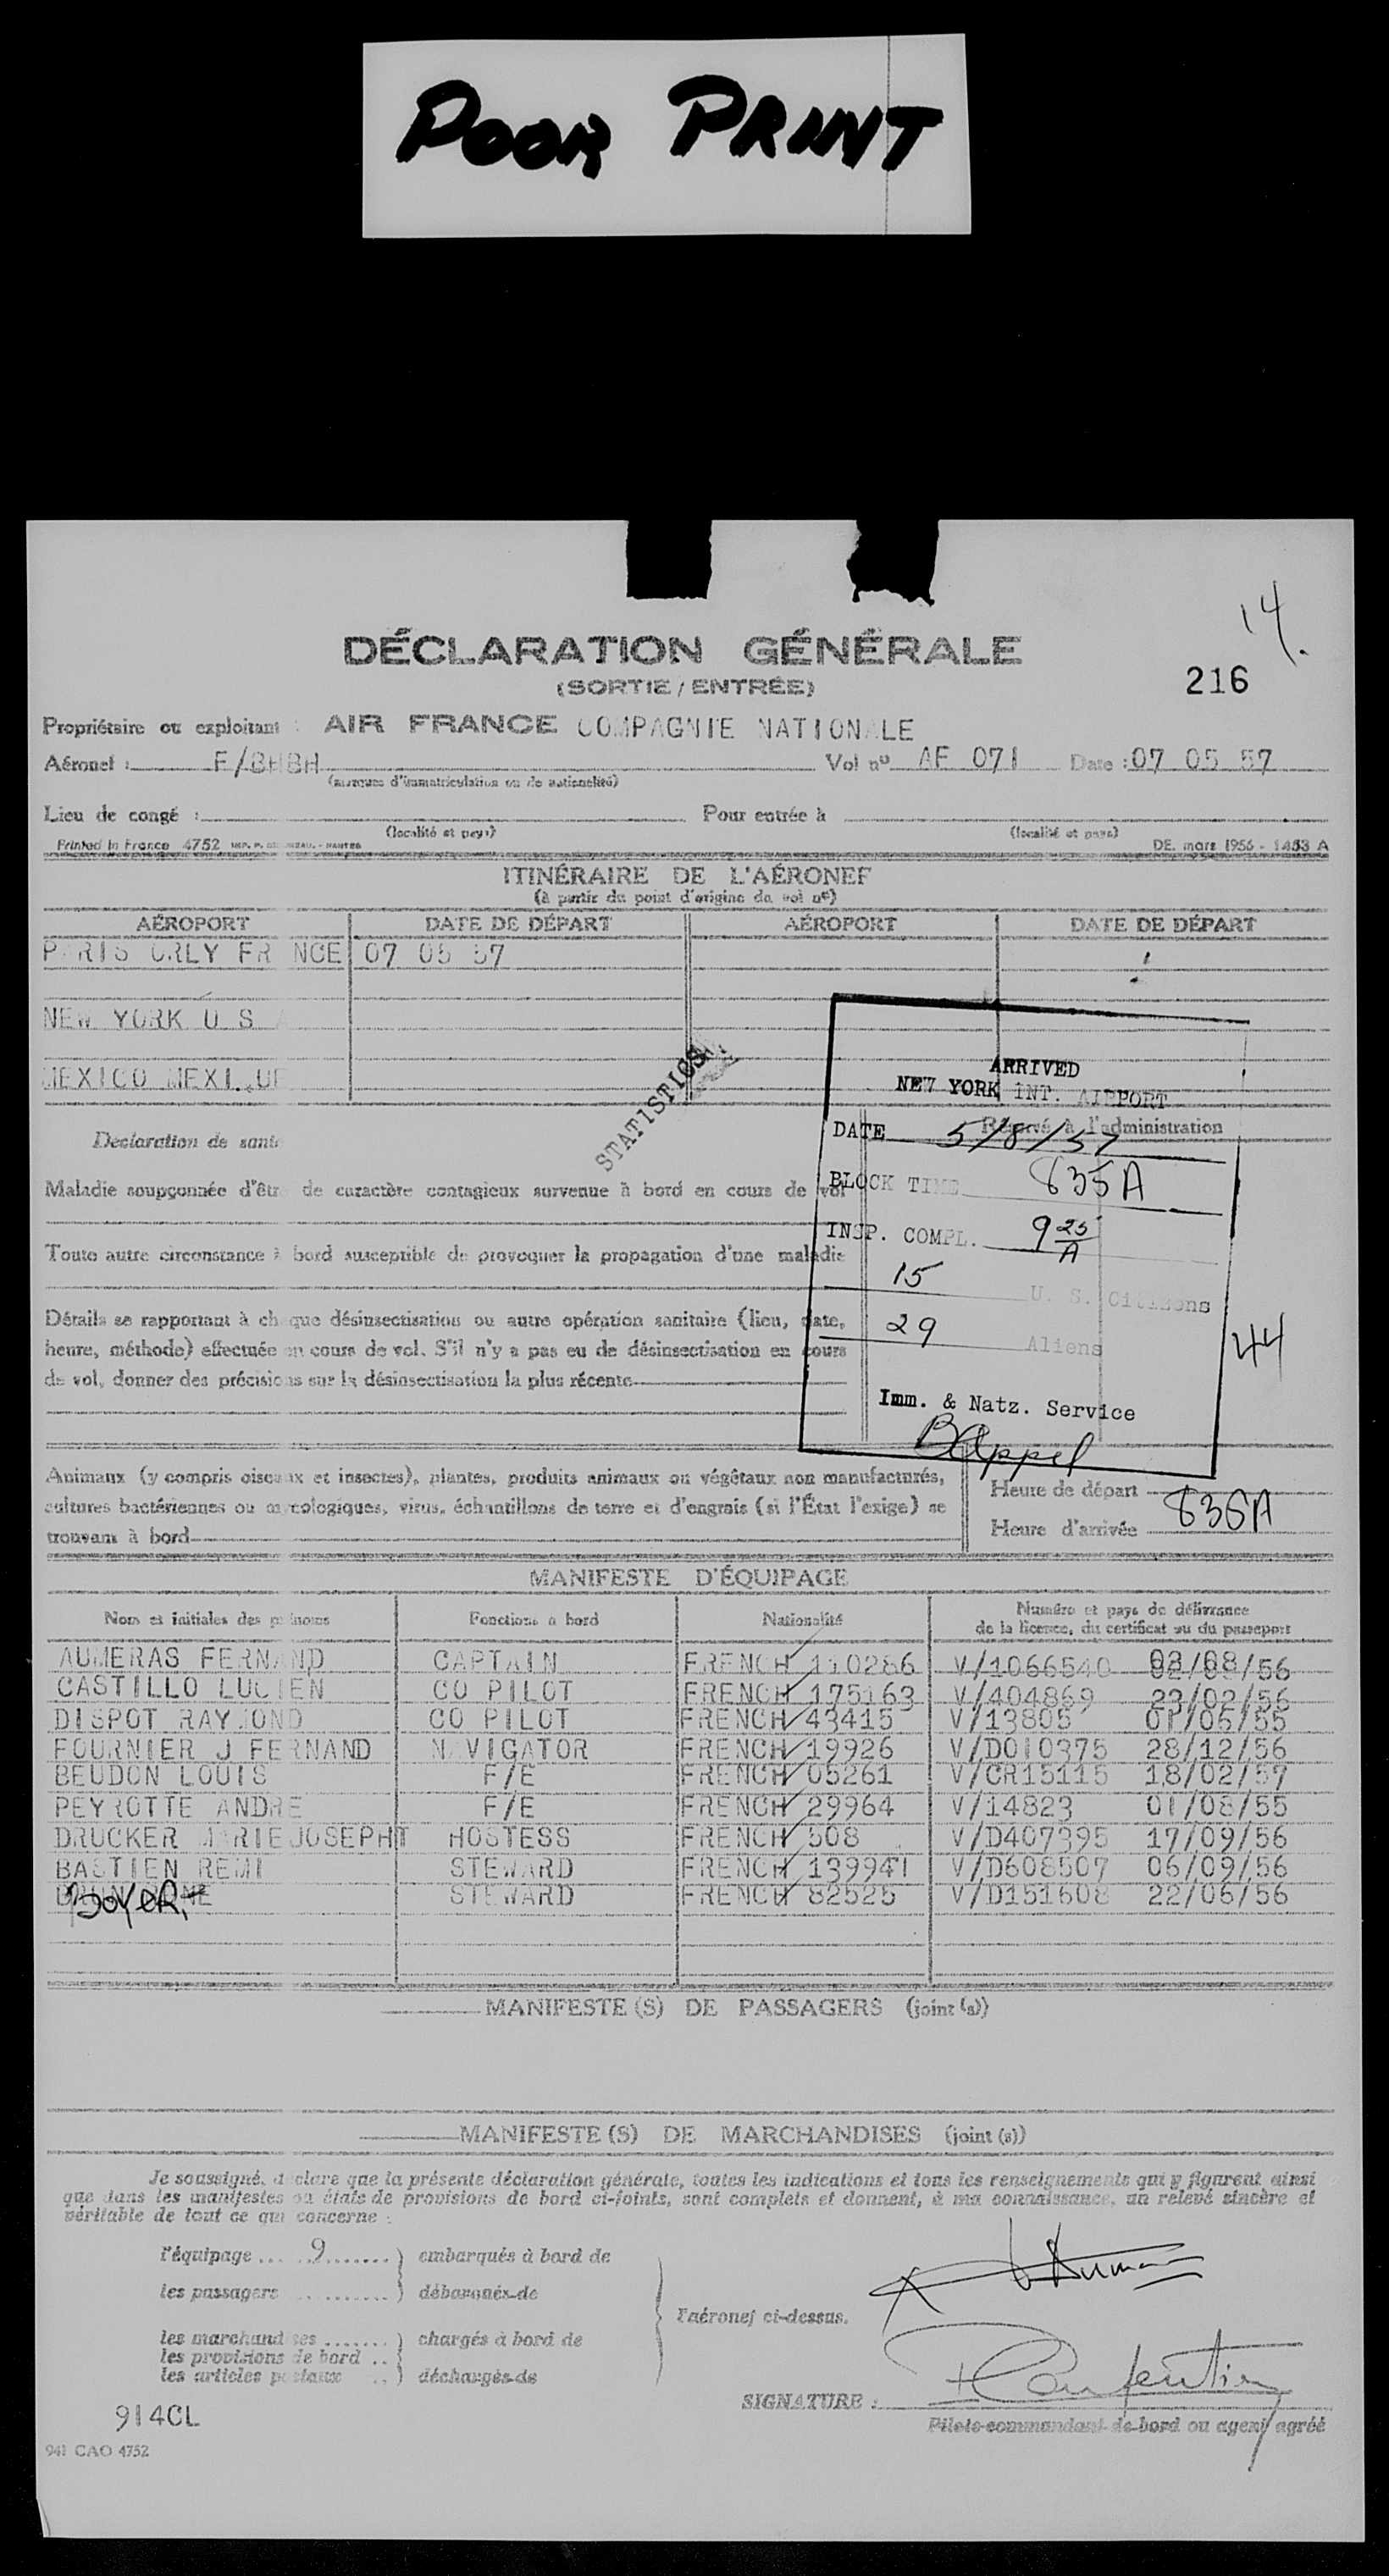 POOR PRINT
14.
DÉCLARATION GÉNÉRALE
(SORTIE / ENTRÉE)
216
Propriétaire ou exploitant : AIR FRANCE COMPAGNIE NATIONALE
Aéronef : F/BHBH Vol nº AF 071 Date : 07 05 57
(marques d'immatriculation ou de nationalité)
Lieu de congé : Pour entrée à
(localité et pays) (localité et pays)
Printed in France 4752 DE. mars 1956 - 1453 A
ITINÉRAIRE DE L'AÉRONEF
(à partir du point d'origine du vol nº)
AÉROPORT DATE DE DÉPART AÉROPORT DATE DE DÉPART
P RIS ORLY FR NCE 07 05 57
NEW YORK U S A
MEXICO MEXI UE
STATISTICS
ARRIVED
NEW YORK INT. AIRPORT
Réservé à l'administration
DATE 5/8/57
BLOCK TIME 835A
INSP. COMPL. 9 25 A
15 U. S. Citizens
29 Aliens
44
Imm. & Natz. Service
B Appel
Declaration de santé
Maladie soupçonnée d'être de caractère contagieux survenue à bord en cours de vol
Toute autre circonstance à bord susceptible de provoquer la propagation d'une maladie
Détails se rapportant à chaque désinsectisation ou autre opération sanitaire (lieu, date,
heure, méthode) effectuée en cours de vol. S'il n'y a pas eu de désinsectisation en cours
de vol, donner des précisions sur la désinsectisation la plus récente
Animaux (y compris oiseaux et insectes), plantes, produits animaux ou végétaux non manufacturés,
cultures bactériennes ou mycologiques, virus, échantillons de terre et d'engrais (si l'État l'exige) se
trouvant à bord
Heure de départ
Heure d'arrivée 836A
MANIFESTE D'ÉQUIPAGE
Nom et initiales des prénoms Fonctions à bord Nationalité Numéro et pays de délivrance
de la licence, du certificat ou du passeport
AUMERAS FERNAND CAPTAIN FRENCH 110286 V/1066540 /08/56
CASTILLO LUCIEN CO PILOT FRENCH 175163 V/404869 23/02/56
DISPOT RAYMOND CO PILOT FRENCH 43415 V/13805 01/06/55
FOURNIER J FERNAND NAVIGATOR FRENCH 19926 V/DO10375 28/12/56
BEUDON LOUIS F/E FRENCH 05261 V/CR15115 18/02/57
PEYROTTE ANDRE F/E FRENCH 29964 V/14823 01/08/55
DRUCKER MARIE JOSEPHT HOSTESS FRENCH 508 V/D407395 17/09/56
BASTIEN REMI STEWARD FRENCH 139941 V/D608507 06/09/56
BOYER STEWARD FRENCH 82525 V/D151608 22/06/56
MANIFESTE (S) DE PASSAGERS (joint (s))
MANIFESTE (S) DE MARCHANDISES (joint (s))
Je soussigné, déclare que la présente déclaration générale, toutes les indications et tous les renseignements qui y figurent ainsi
que dans les manifestes ou états de provisions de bord ci-joints, sont complets et donnent, à ma connaissance, un relevé sincère et
véritable de tout ce qui concerne :
l'équipage .... 9 ....... ) embarqués à bord de
les passagers .. ....... ) débarqués de
l'aéronef ci-dessus.
les marchandises ....... ) chargés à bord de
les provisions de bord ..
les articles postaux .. ) déchargés de
SIGNATURE :
Pilote commandant de bord ou agent agréé
914CL
941 CAO 4752